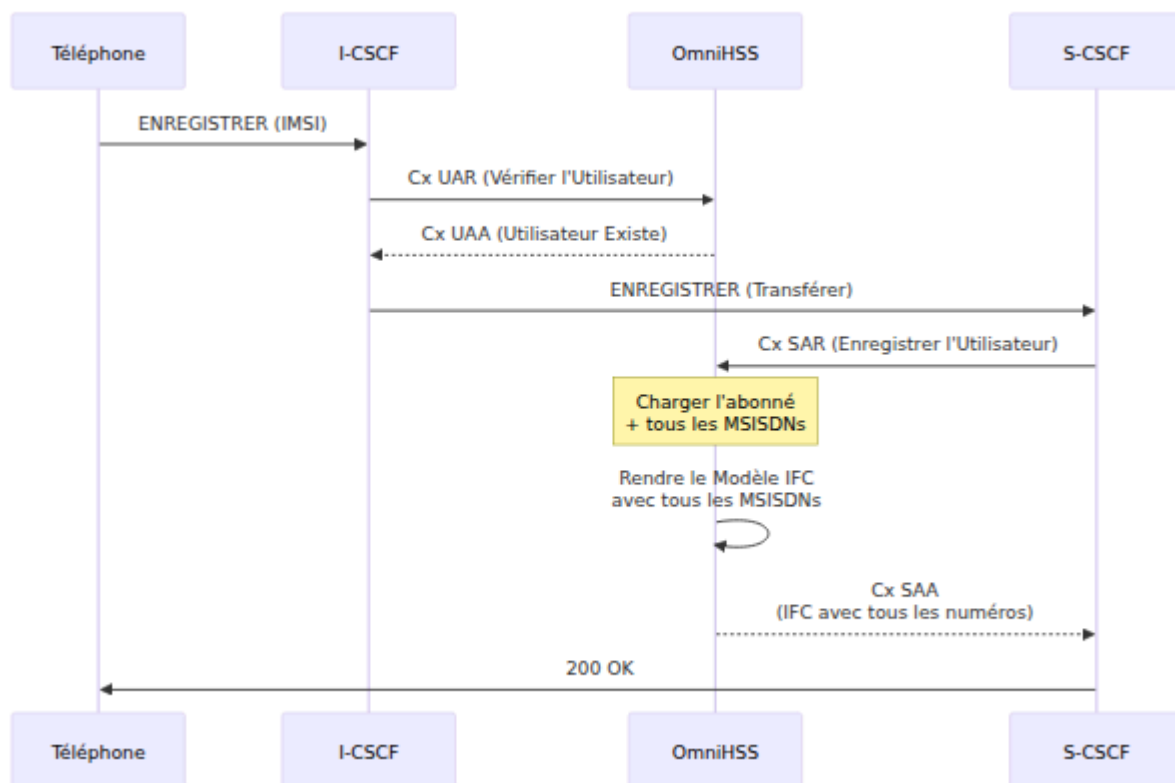 Téléphone
I-CSCF
OmniHSS
S-CSCF
ENREGISTRER (IMSI)
Cx UAR (Vérifier l'Utilisateur)
Cx UAA (Utilisateur Existe)
ENREGISTRER (Transférer)
Cx SAR (Enregistrer l'Utilisateur)
Charger l'abonné
+ tous les MSISDNs
Rendre le Modèle IFC
avec tous les MSISDNs
Cx SAA
(IFC avec tous les numéros)
200 OK
Téléphone
I-CSCF
OmniHSS
S-CSCF